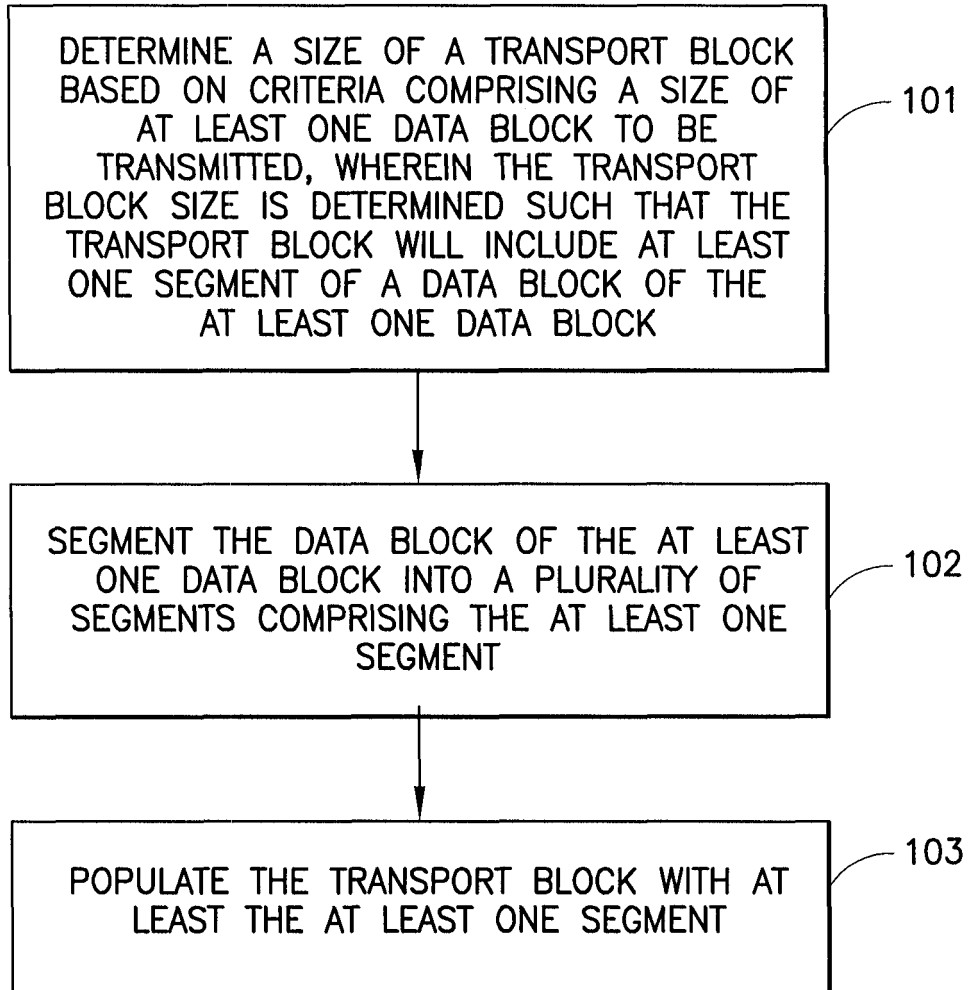 DETERMINE A SIZE OF A TRANSPORT BLOCK
BASED ON CRITERIA COMPRISING A SIZE OF
AT LEAST ONE DATA BLOCK TO BE
TRANSMITTED, WHEREIN THE TRANSPORT
BLOCK SIZE IS DETERMINED SUCH THAT THE
TRANSPORT BLOCK WILL INCLUDE AT LEAST
ONE SEGMENT OF A DATA BLOCK OF THE
AT LEAST ONE DATA BLOCK
101
SEGMENT THE DATA BLOCK OF THE AT LEAST
ONE DATA BLOCK INTO A PLURALITY OF
SEGMENTS COMPRISING THE AT LEAST ONE
SEGMENT
102
POPULATE THE TRANSPORT BLOCK WITH AT
LEAST THE AT LEAST ONE SEGMENT
103